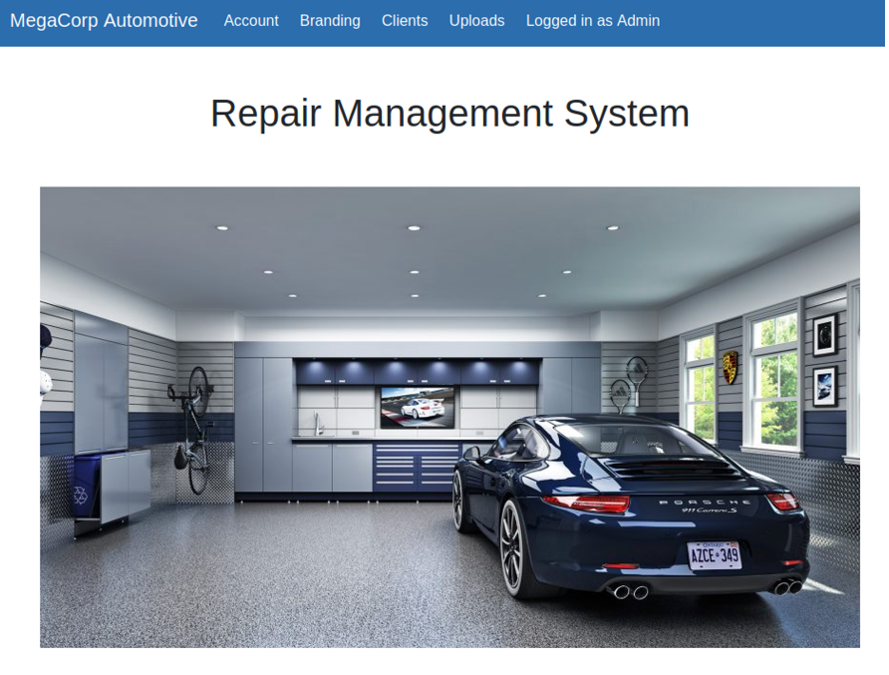 MegaCorp Automotive Account Branding Clients Uploads Logged in as Admin
Repair Management System
PORSCHE
911 Carrera S
AZCE•349